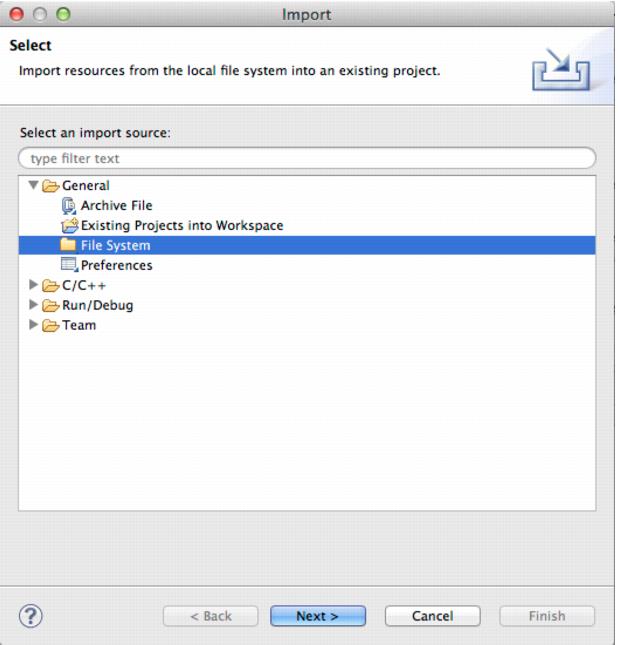 Import
Select
Import resources from the local file system into an existing project.
Select an import source:
type filter text
General
Archive File
Existing Projects into Workspace
File System
Preferences
C/C++
Run/Debug
Team
? < Back Next > Cancel Finish